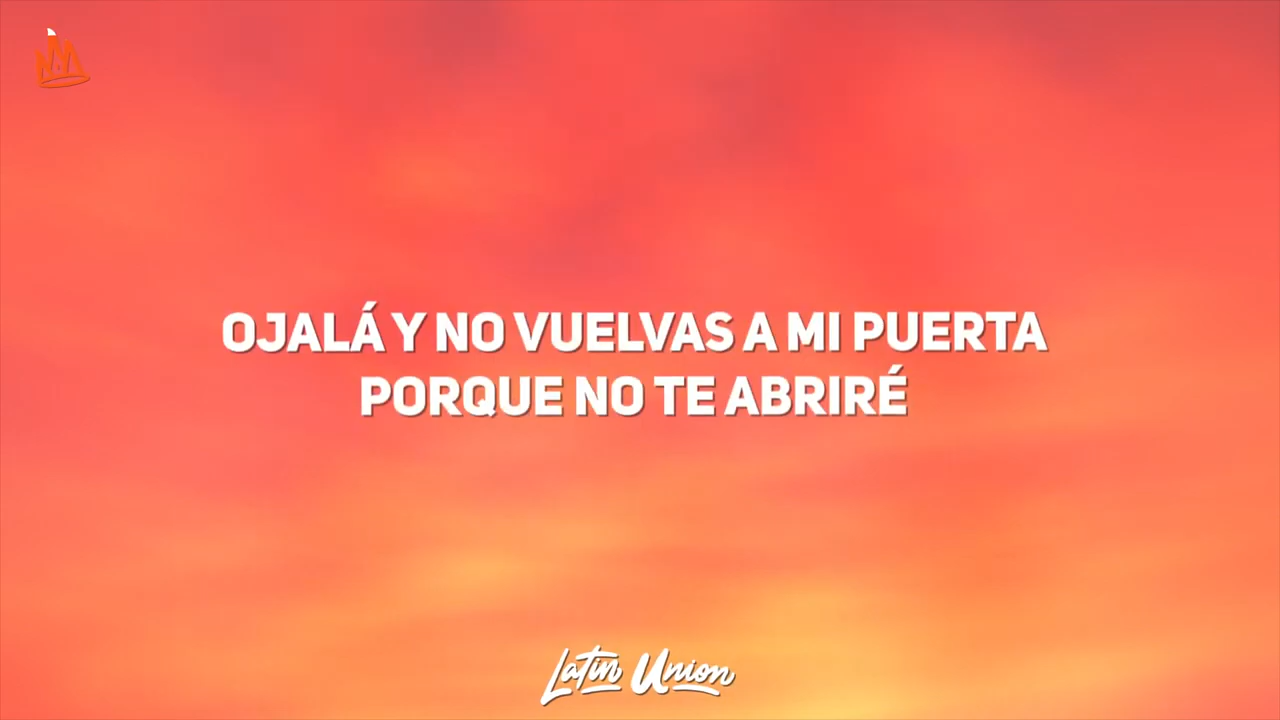 OJALÁ Y NO VUELVAS A MI PUERTA
PORQUE NO TE ABRIRÉ
Latin Union